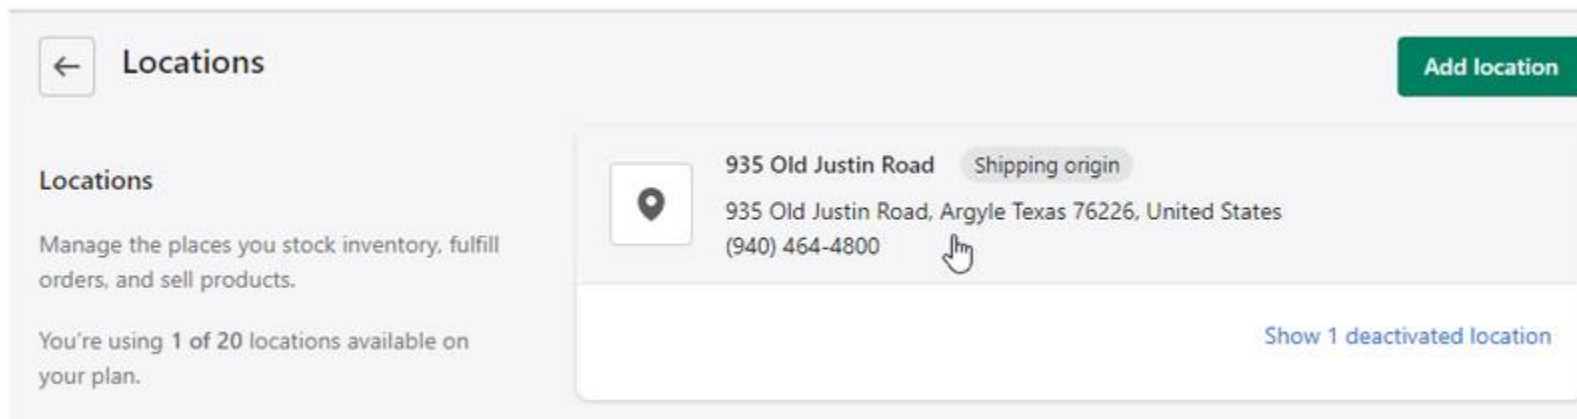 Locations
Add location
Locations
Manage the places you stock inventory, fulfill
orders, and sell products.
You're using 1 of 20 locations available on
your plan.
935 Old Justin Road
Shipping origin
935 Old Justin Road, Argyle Texas 76226, United States
(940) 464-4800
Show 1 deactivated location